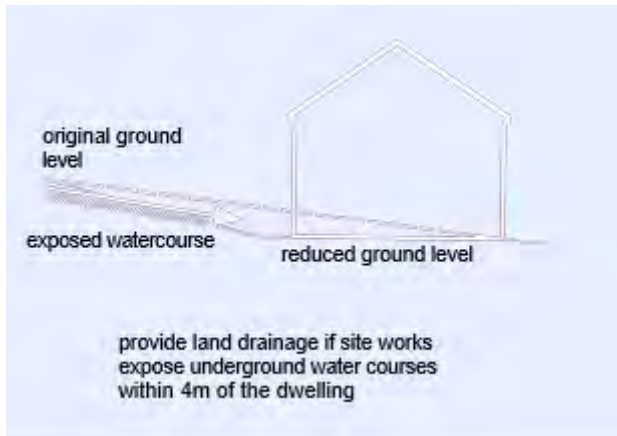 original ground
level
exposed watercourse
reduced ground level
provide land drainage if site works
expose underground water courses
within 4m of the dwelling